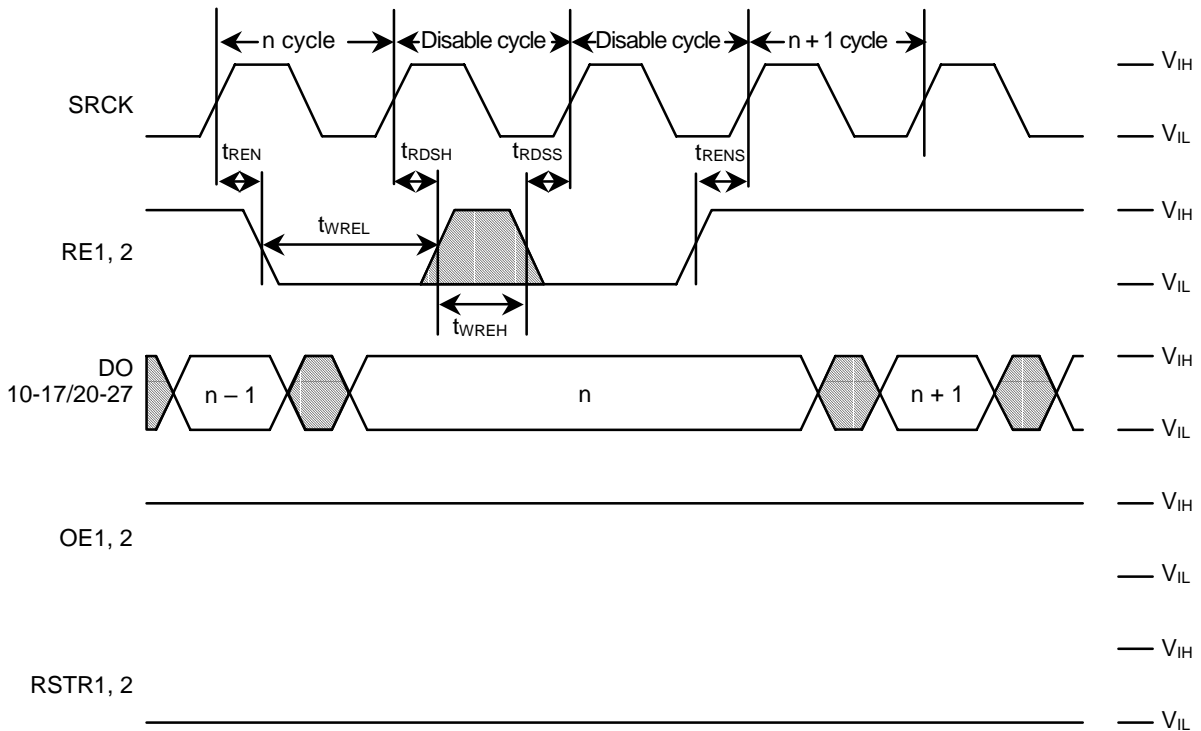 n cycle Disable cycle Disable cycle n + 1 cycle
VIH
SRCK
VIL
tREN tRDSH tRDSS tRENS
VIH
tWREL
RE1, 2
VIL
tWREH
DO
10-17/20-27
VIH
n – 1 n n + 1
VIL
VIH
OE1, 2
VIL
VIH
RSTR1, 2
VIL